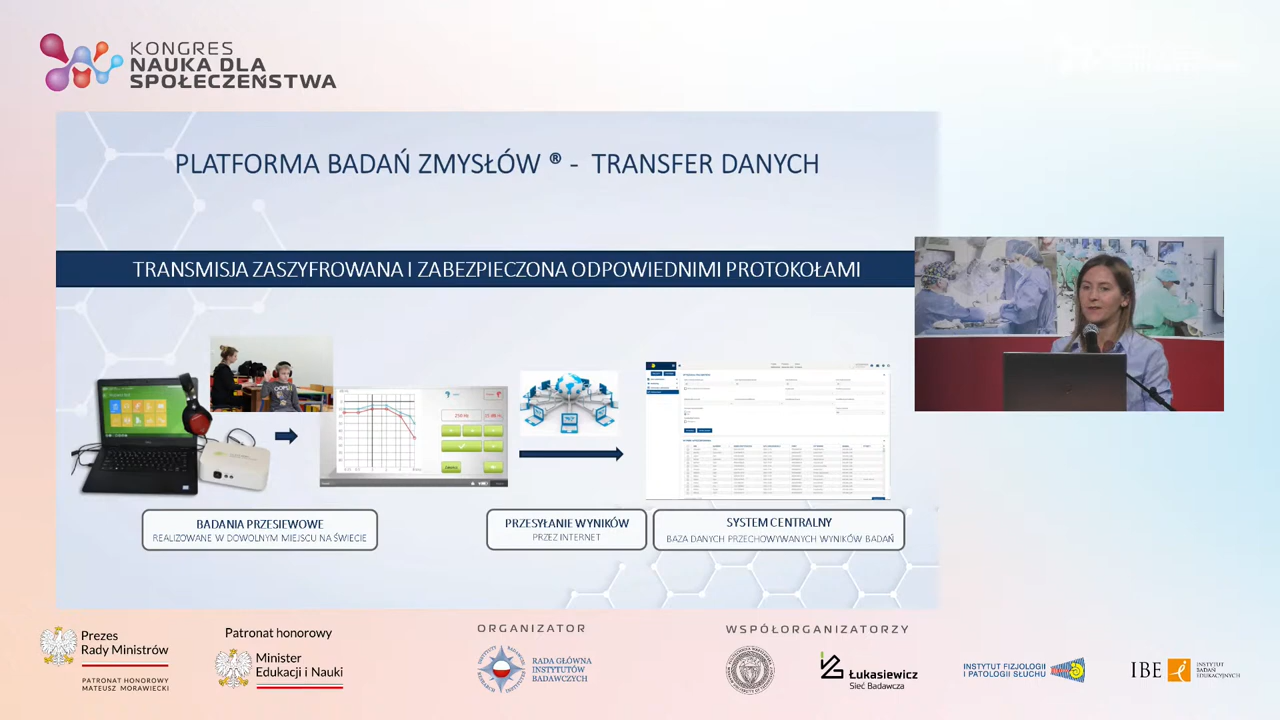 KONGRES
NAUKA DLA
SPOŁECZEŃSTWA
PLATFORMA BADAŃ ZMYSŁÓW ® - TRANSFER DANYCH
TRANSMISJA ZASZYFROWANA I ZABEZPIECZONA ODPOWIEDNIMI PROTOKOŁAMI
BADANIA PRZESIEWOWE
REALIZOWANE W DOWOLNYM MIEJSCU NA ŚWIECIE
PRZESYŁANIE WYNIKÓW
PRZEZ INTERNET
SYSTEM CENTRALNY
BAZA DANYCH PRZECHOWYWANYCH WYNIKÓW BADAŃ
Prezes
Rady Ministrów
PATRONAT HONOROWY
MATEUSZ MORAWIECKI
Patronat honorowy
Minister
Edukacji i Nauki
ORGANIZATOR
RADA GŁÓWNA
INSTYTUTÓW
BADAWCZYCH
WSPÓŁORGANIZATORZY
Łukasiewicz
Sieć Badawcza
INSTYTUT FIZJOLOGII
I PATOLOGII SŁUCHU
IBE
INSTYTUT
BADAŃ
EDUKACYJNYCH